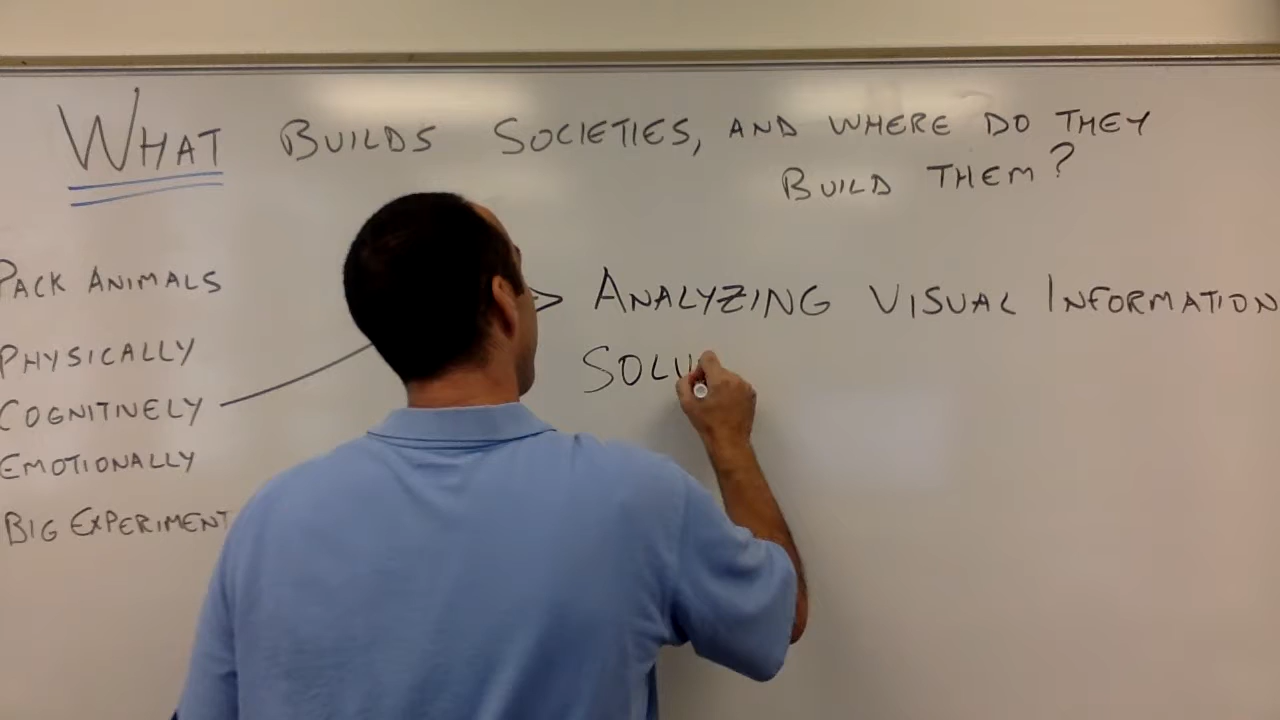 WHAT BUILDS SOCIETIES, AND WHERE DO THEY
BUILD THEM?
PACK ANIMALS
PHYSICALLY
COGNITIVELY
EMOTIONALLY
BIG EXPERIMENT
> ANALYZING VISUAL INFORMATION